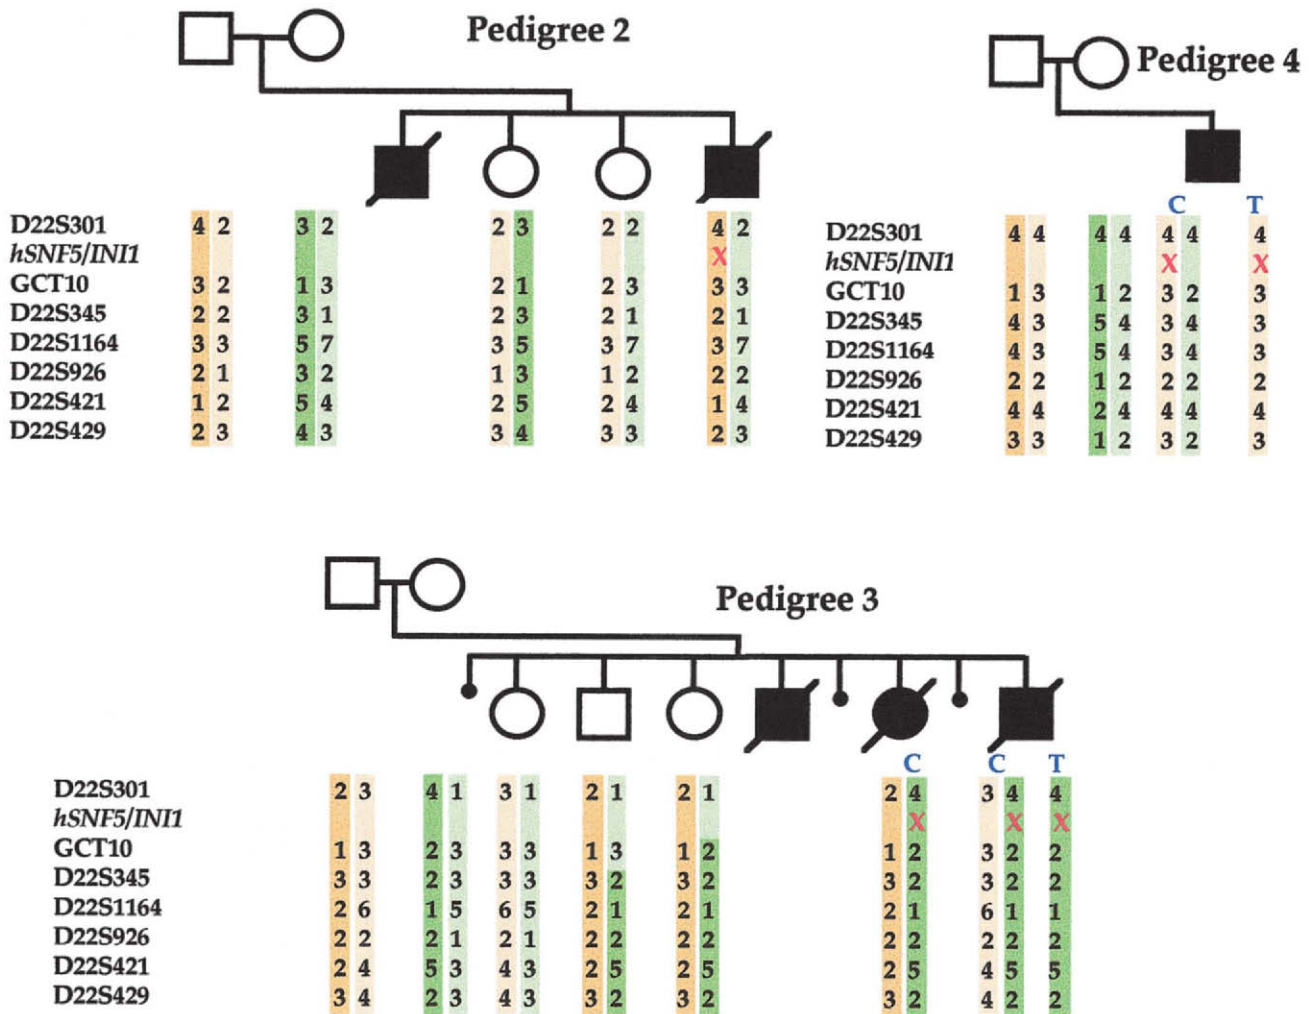 Pedigree 2
D22S301 4 2 3 2 2 3 2 2 4 2
hSNF5/INI1 X
GCT10 3 2 1 3 2 1 2 3 3 3
D22S345 2 2 3 1 2 3 2 1 2 1
D22S1164 3 3 5 7 3 5 3 7 3 7
D22S926 2 1 3 2 1 3 1 2 2 2
D22S421 1 2 5 4 2 5 2 4 1 4
D22S429 2 3 4 3 3 4 3 3 2 3
Pedigree 4
C T
D22S301 4 4 4 4 4 4 4
hSNF5/INI1 X X
GCT10 1 3 1 2 3 2 3
D22S345 4 3 5 4 3 4 3
D22S1164 4 3 5 4 3 4 3
D22S926 2 2 1 2 2 2 2
D22S421 4 4 2 4 4 4 4
D22S429 3 3 1 2 3 2 3
Pedigree 3
C C T
D22S301 2 3 4 1 3 1 2 1 2 1 2 4 3 4 4
hSNF5/INI1 X X X
GCT10 1 3 2 3 3 3 1 3 1 2 1 2 3 2 2
D22S345 3 3 2 3 3 3 3 2 3 2 3 2 3 2 2
D22S1164 2 6 1 5 6 5 2 1 2 1 2 1 6 1 1
D22S926 2 2 2 1 2 1 2 2 2 2 2 2 2 2 2
D22S421 2 4 5 3 4 3 2 5 2 5 2 5 4 5 5
D22S429 3 4 2 3 4 3 3 2 3 2 3 2 4 2 2